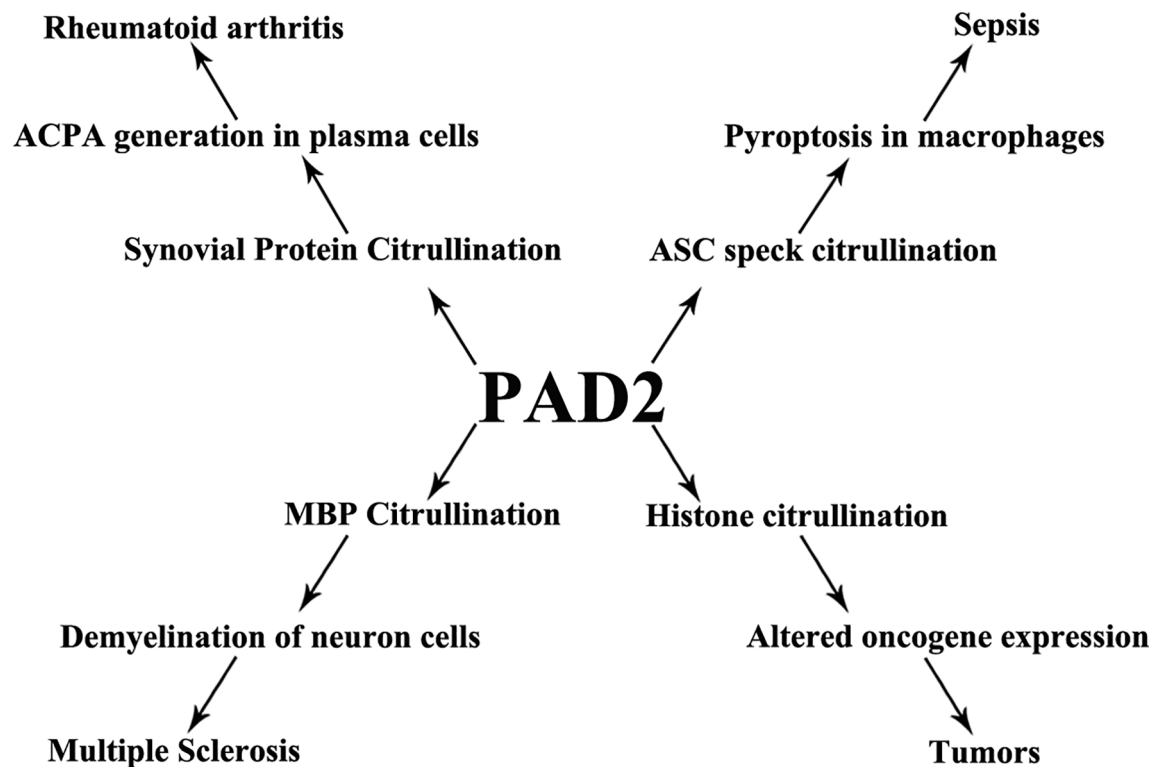 Rheumatoid arthritis
Sepsis
ACPA generation in plasma cells
Pyroptosis in macrophages
Synovial Protein Citrullination
ASC speck citrullination
PAD2
MBP Citrullination
Histone citrullination
Demyelination of neuron cells
Altered oncogene expression
Multiple Sclerosis
Tumors